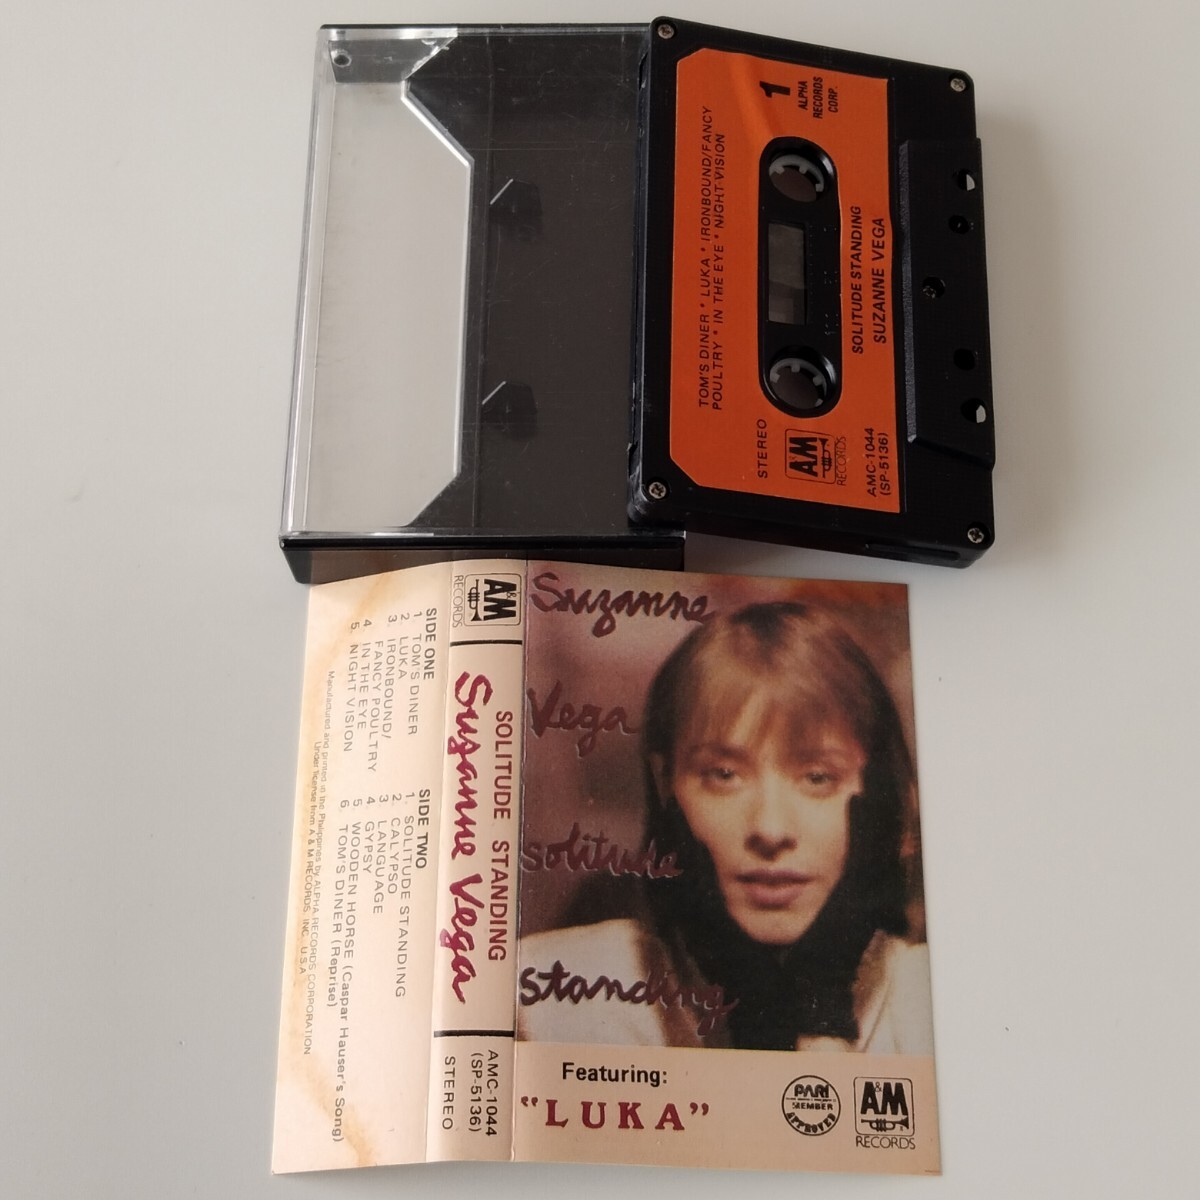 1
ALPHA
RECORDS
CORP.
TOM'S DINER * LUKA * IRONBOUND/FANCY
POULTRY * IN THE EYE * NIGHT VISION
SOLITUDE STANDING
SUZANNE VEGA
STEREO
A&M
RECORDS
AMC-1044
(SP-5136)
Suzanne
Vega
solitude
standing
Featuring:
"LUKA"
PARI
MEMBER
APPROVED
A&M
RECORDS
A&M
RECORDS
SOLITUDE STANDING
Suzanne Vega
AMC-1044
(SP-5136)
STEREO
SIDE ONE
1 TOM'S DINER
2 LUKA
3. IRONBOUND/
FANCY POULTRY
4. IN THE EYE
5. NIGHT VISION
SIDE TWO
1. SOLITUDE STANDING
2. CALYPSO
3. LANGUAGE
4. GYPSY
5. WOODEN HORSE (Caspar Hauser's Song)
6. TOM'S DINER (Reprise)
Manufactured and printed in the Philippines by ALPHA RECORDS CORPORATION
Under license from A & M RECORDS, INC. U.S.A.